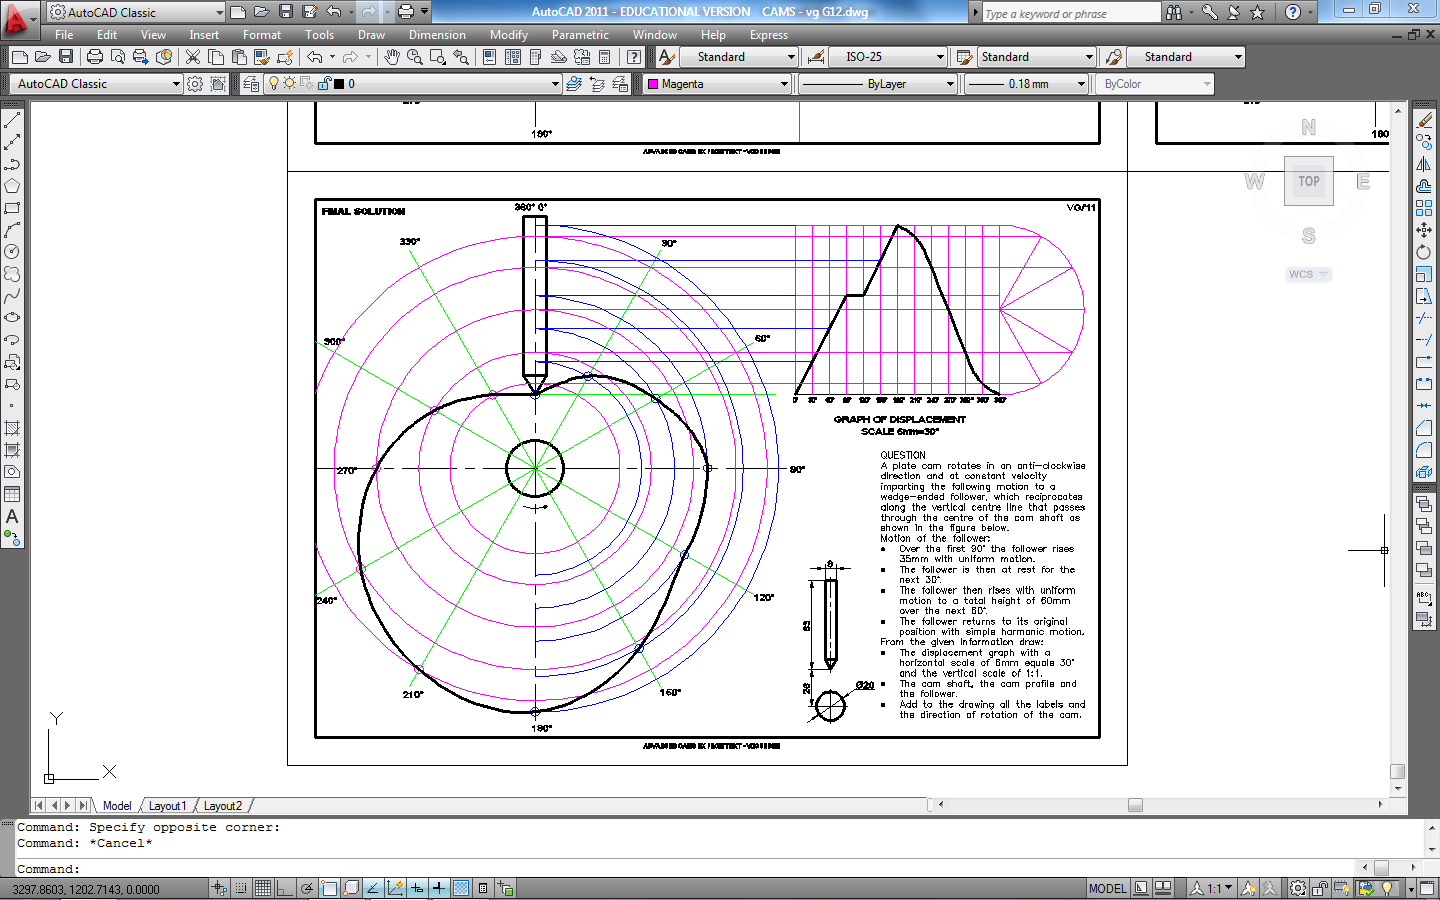 AutoCAD Classic
AutoCAD 2011 - EDUCATIONAL VERSION CAMS - vg G12.dwg
Type a keyword or phrase
File Edit View Insert Format Tools Draw Dimension Modify Parametric Window Help Express
Standard ISO-25 Standard Standard
AutoCAD Classic 0 Magenta ByLayer 0.18 mm ByColor
180°
N
W TOP E
S
WCS
FINAL SOLUTION
360° 0°
VG/11
330°
30°
300°
60°
270°
90°
240°
120°
210°
150°
180°
GRAPH OF DISPLACEMENT
SCALE 6mm=30°
QUESTION
A plate cam rotates in an anti-clockwise
direction and at constant velocity
imparting the following motion to a
wedge-ended follower, which reciprocates
along the vertical centre line that passes
through the centre of the cam shaft as
shown in the figure below.
Motion of the follower:
• Over the first 90° the follower rises
35mm with uniform motion.
• The follower is then at rest for the
next 30°.
• The follower then rises with uniform
motion to a total height of 60mm
over the next 60°.
• The follower returns to its original
position with simple harmonic motion.
From the given information draw:
• The displacement graph with a
horizontal scale of 6mm equals 30°
and the vertical scale of 1:1.
• The cam shaft, the cam profile and
the follower.
• Add to the drawing all the labels and
the direction of rotation of the cam.
Ø20
Y
X
Model Layout1 Layout2
Command: Specify opposite corner:
Command: *Cancel*
Command:
3297.8603, 1202.7143, 0.0000
MODEL
1:1